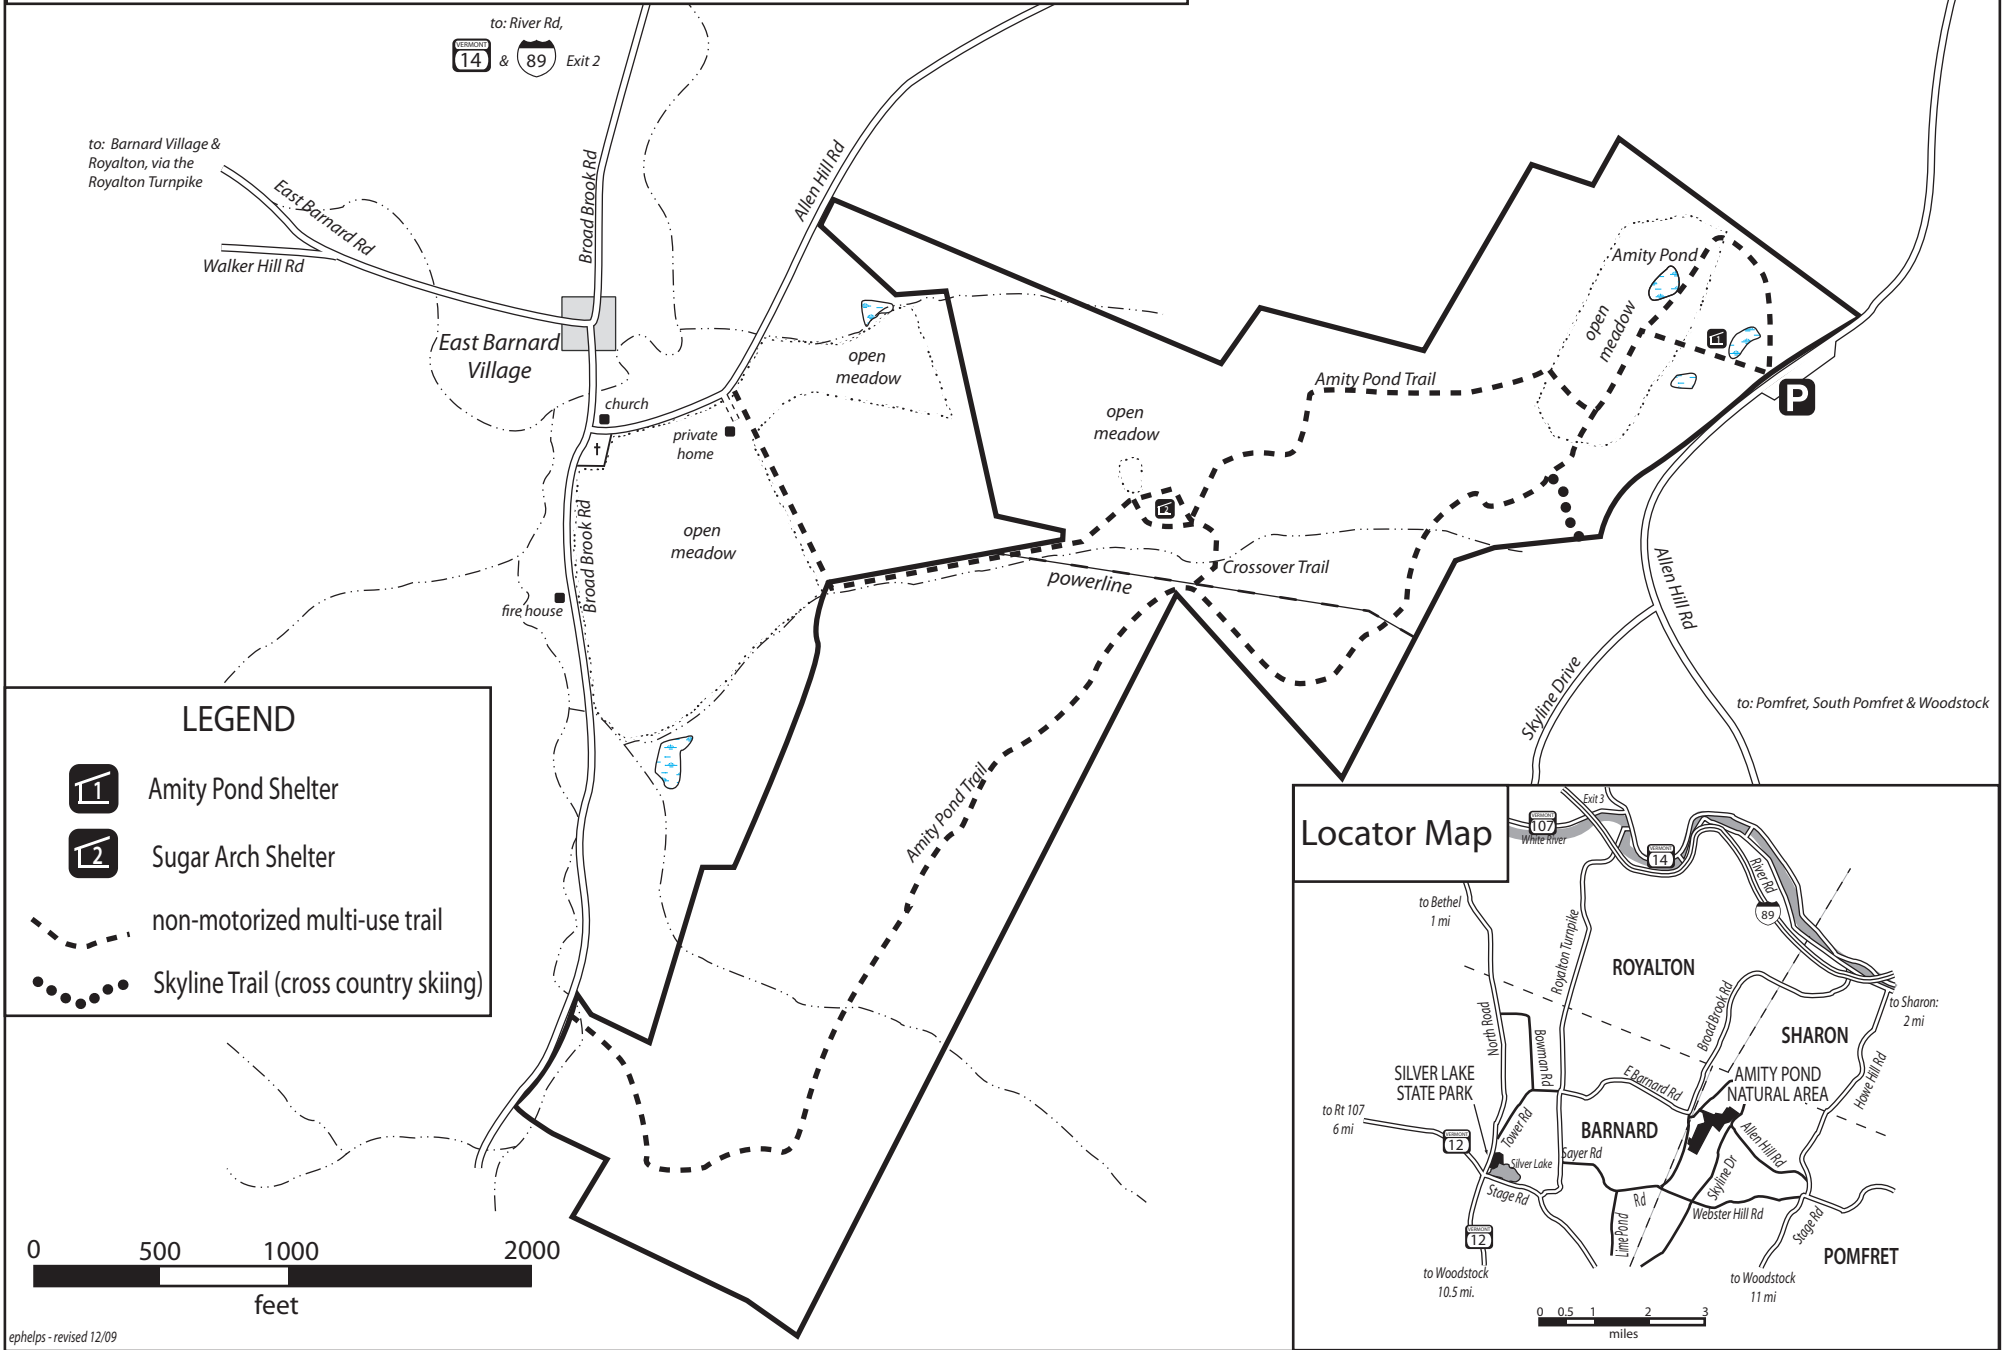 to: River Rd,
VERMONT
14
&
89
Exit 2
to: Barnard Village &
Royalton, via the
Royalton Turnpike
East Barnard Rd
Walker Hill Rd
Broad Brook Rd
Allen Hill Rd
East Barnard
Village
church
private
home
open
meadow
open
meadow
Broad Brook Rd
fire house
open
meadow
Amity Pond Trail
Amity Pond
open
meadow
1
P
2
Crossover Trail
powerline
Allen Hill Rd
Skyline Drive
to: Pomfret, South Pomfret & Woodstock
Amity Pond Trail
LEGEND
1
Amity Pond Shelter
2
Sugar Arch Shelter
non-motorized multi-use trail
Skyline Trail (cross country skiing)
0 500 1000 2000
feet
ephelps - revised 12/09
Locator Map
VERMONT
107
White River
Exit 3
VERMONT
14
River Rd
89
to Bethel
1 mi
Royalton Turnpike
ROYALTON
North Road
Bowman Rd
Broad Brook Rd
to Sharon:
2 mi
SHARON
SILVER LAKE
STATE PARK
E Barnard Rd
AMITY POND
NATURAL AREA
Howe Hill Rd
to Rt 107
6 mi
VERMONT
12
Tower Rd
BARNARD
Sayer Rd
Allen Hill Rd
Silver Lake
Stage Rd
Skyline Dr
Lime Pond
Rd
Webster Hill Rd
Stage Rd
VERMONT
12
POMFRET
to Woodstock
10.5 mi.
to Woodstock
11 mi
0 0.5 1 2 3
miles